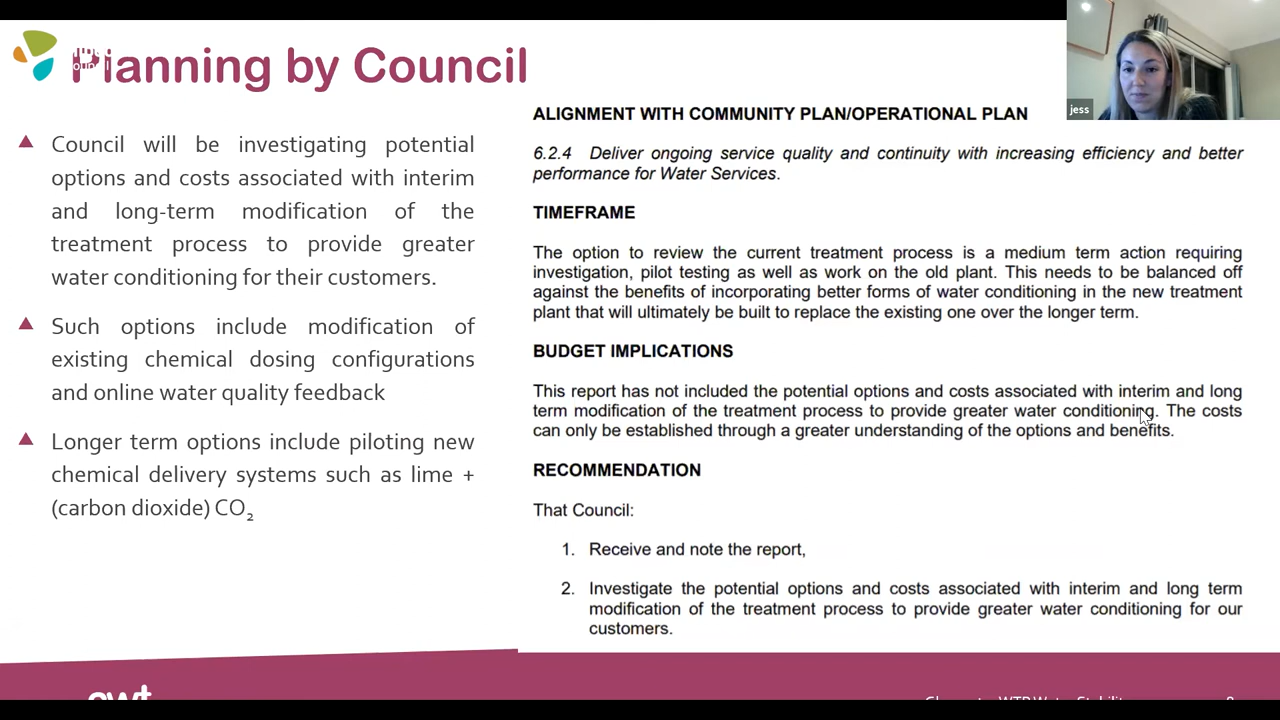 Planning by Council
jess
Council will be investigating potential
options and costs associated with interim
and long-term modification of the
treatment process to provide greater
water conditioning for their customers.
Such options include modification of
existing chemical dosing configurations
and online water quality feedback
Longer term options include piloting new
chemical delivery systems such as lime +
(carbon dioxide) CO₂
ALIGNMENT WITH COMMUNITY PLAN/OPERATIONAL PLAN
6.2.4 Deliver ongoing service quality and continuity with increasing efficiency and better
performance for Water Services.
TIMEFRAME
The option to review the current treatment process is a medium term action requiring
investigation, pilot testing as well as work on the old plant. This needs to be balanced off
against the benefits of incorporating better forms of water conditioning in the new treatment
plant that will ultimately be built to replace the existing one over the longer term.
BUDGET IMPLICATIONS
This report has not included the potential options and costs associated with interim and long
term modification of the treatment process to provide greater water conditioning. The costs
can only be established through a greater understanding of the options and benefits.
RECOMMENDATION
That Council:
1. Receive and note the report,
2. Investigate the potential options and costs associated with interim and long term
modification of the treatment process to provide greater water conditioning for our
customers.